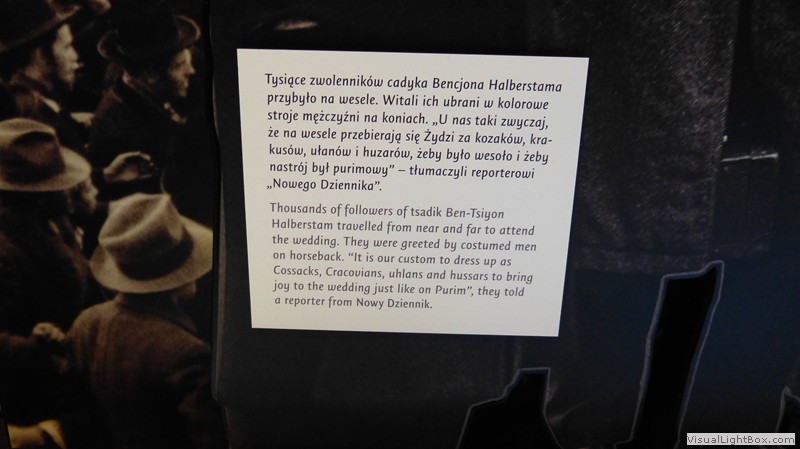 Tysiące zwolenników cadyka Bencjona Halberstama
przybyło na wesele. Witali ich ubrani w kolorowe
stroje mężczyźni na koniach. „U nas taki zwyczaj,
że na wesele przebierają się Żydzi za kozaków, kra-
kusów, ułanów i huzarów, żeby było wesoło i żeby
nastrój był purimowy” – tłumaczyli reporterowi
„Nowego Dziennika”.
Thousands of followers of tsadik Ben-Tsiyon
Halberstam travelled from near and far to attend
the wedding. They were greeted by costumed men
on horseback. “It is our custom to dress up as
Cossacks, Cracovians, uhlans and hussars to bring
joy to the wedding just like on Purim”, they told
a reporter from Nowy Dziennik.
VisualLightBox.com